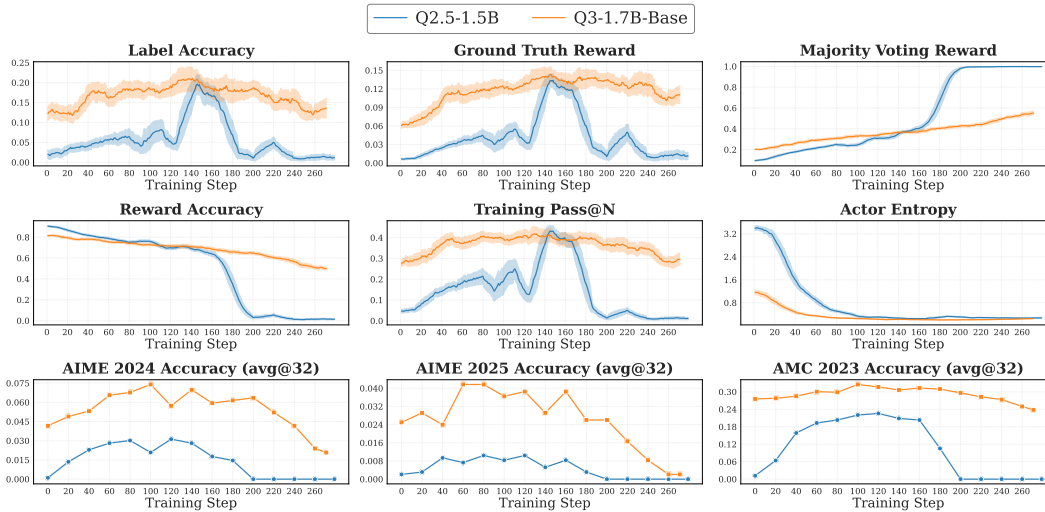 Q2.5-1.5B Q3-1.7B-Base
Label Accuracy Ground Truth Reward Majority Voting Reward
0.25
0.20
0.15
0.10
0.05
0.00
0 20 40 60 80 100 120 140 160 180 200 220 240 260
Training Step
0.15
0.12
0.09
0.06
0.03
0.00
0 20 40 60 80 100 120 140 160 180 200 220 240 260
Training Step
1.0
0.8
0.6
0.4
0.2
0 20 40 60 80 100 120 140 160 180 200 220 240 260
Training Step
Reward Accuracy Training Pass@N Actor Entropy
0.8
0.6
0.4
0.2
0.0
0 20 40 60 80 100 120 140 160 180 200 220 240 260
Training Step
0.4
0.3
0.2
0.1
0.0
0 20 40 60 80 100 120 140 160 180 200 220 240 260
Training Step
3.2
2.4
1.6
0.8
0 20 40 60 80 100 120 140 160 180 200 220 240 260
Training Step
AIME 2024 Accuracy (avg@32) AIME 2025 Accuracy (avg@32) AMC 2023 Accuracy (avg@32)
0.075
0.060
0.045
0.030
0.015
0.000
0 20 40 60 80 100 120 140 160 180 200 220 240 260
Training Step
0.040
0.032
0.024
0.016
0.008
0.000
0 20 40 60 80 100 120 140 160 180 200 220 240 260
Training Step
0.30
0.24
0.18
0.12
0.06
0.00
0 20 40 60 80 100 120 140 160 180 200 220 240 260
Training Step